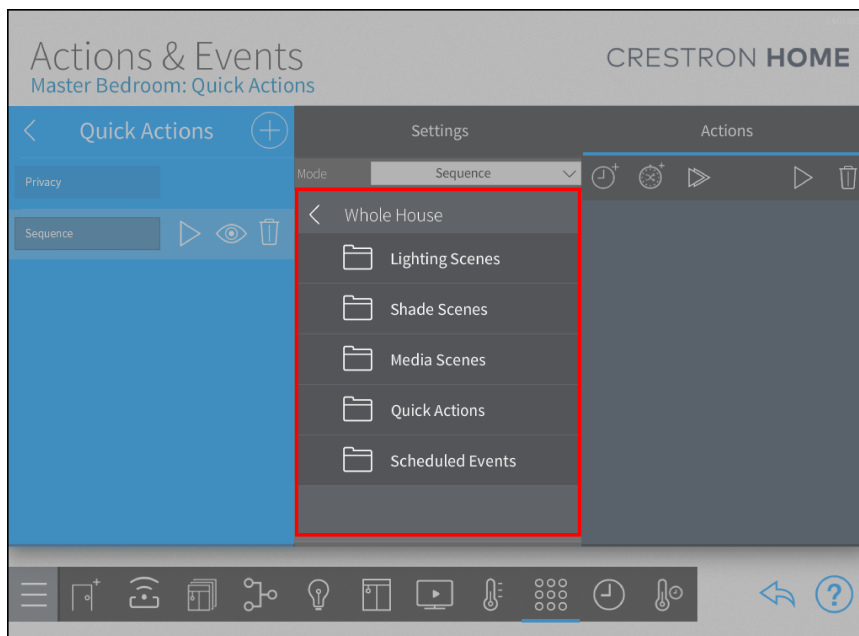 Actions & Events
CRESTRON HOME
Master Bedroom: Quick Actions
Quick Actions
Settings
Actions
Privacy
Mode
Sequence
Whole House
Sequence
Lighting Scenes
Shade Scenes
Media Scenes
Quick Actions
Scheduled Events
?